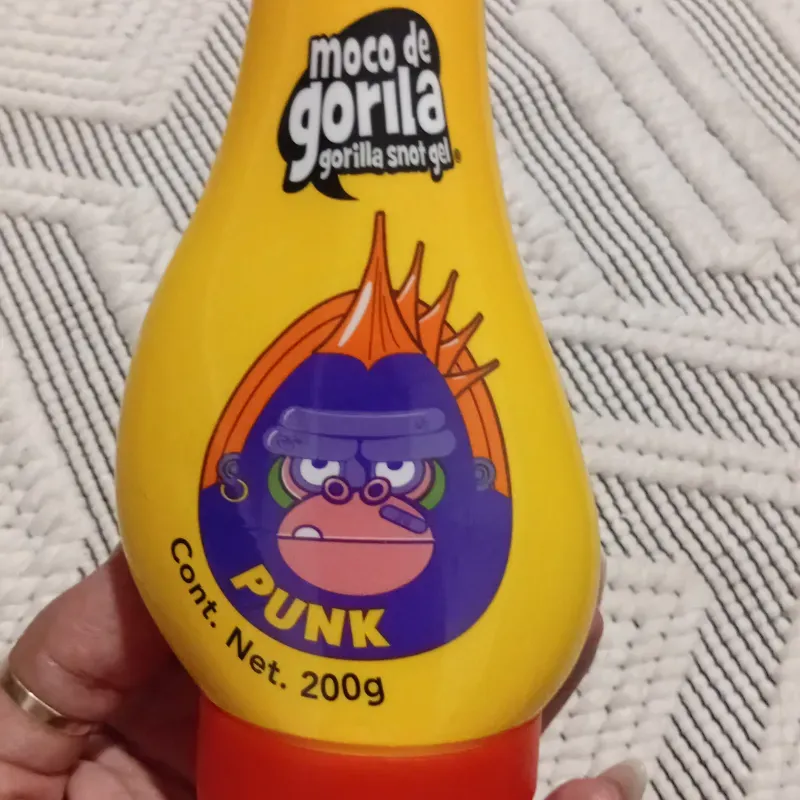 moco de
gorila
gorilla snot gel®
PUNK
Cont. Net. 200g